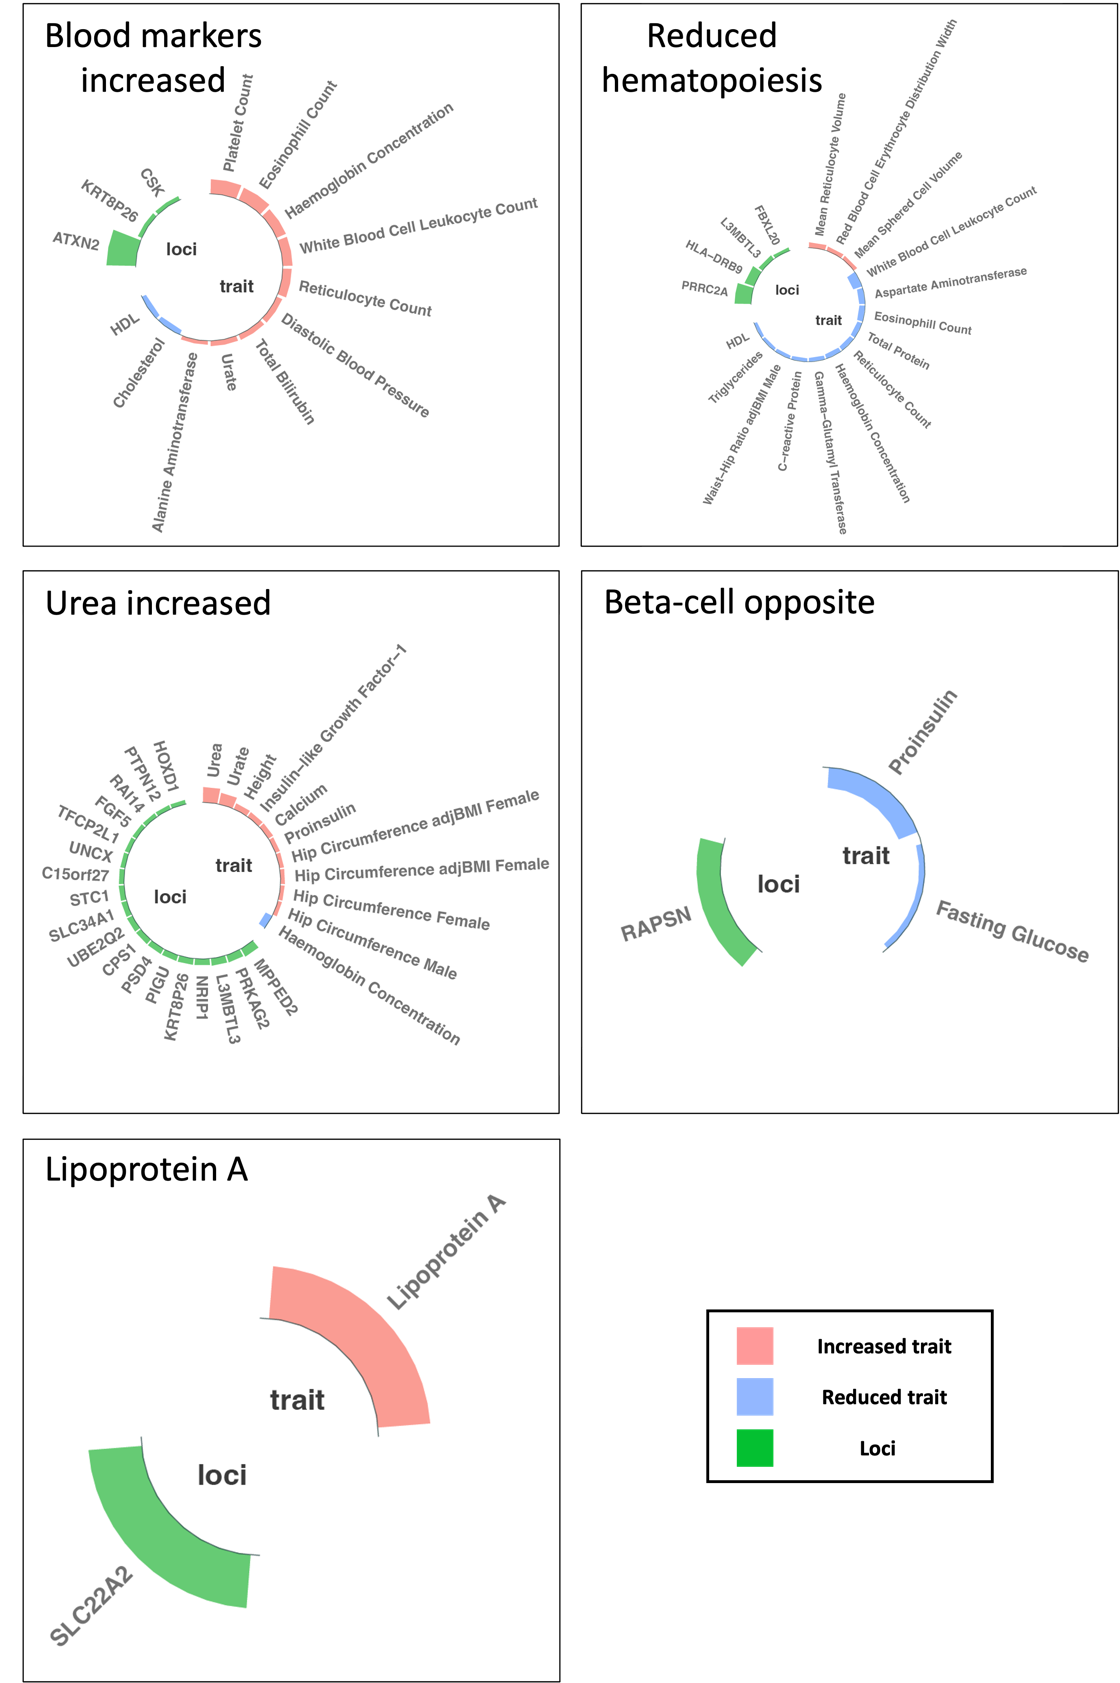 Blood markers
increased
Platelet Count
Eosinophill Count
Haemoglobin Concentration
White Blood Cell Leukocyte Count
Reticulocyte Count
Diastolic Blood Pressure
Total Bilirubin
Urate
Alanine Aminotransferase
Cholesterol
HDL
ATXN2
KRT8P26
CSK
loci
trait
Reduced
hematopoiesis
Mean Reticulocyte Volume
Red Blood Cell Erythrocyte Distribution Width
Mean Sphered Cell Volume
White Blood Cell Leukocyte Count
Aspartate Aminotransferase
Eosinophill Count
Total Protein
Reticulocyte Count
Haemoglobin Concentration
Gamma−Glutamyl Transferase
C−reactive Protein
Waist−Hip Ratio adjBMI Male
Triglycerides
HDL
PRRC2A
HLA−DRB9
L3MBTL3
FBXL20
loci
trait
Urea increased
Urea
Urate
Height
Insulin−like Growth Factor−1
Calcium
Proinsulin
Hip Circumference adjBMI Female
Hip Circumference adjBMI Female
Hip Circumference Female
Hip Circumference Male
Haemoglobin Concentration
MPPED2
PRKAG2
L3MBTL3
NRIP1
KRT8P26
PIGU
PSD4
CPS1
UBE2Q2
SLC34A1
STC1
C15orf27
UNCX
TFCP2L1
FGF5
RAI14
PTPN12
HOXD1
trait
loci
Beta-cell opposite
Proinsulin
Fasting Glucose
RAPSN
trait
loci
Lipoprotein A
Lipoprotein A
trait
loci
SLC22A2
Increased trait
Reduced trait
Loci